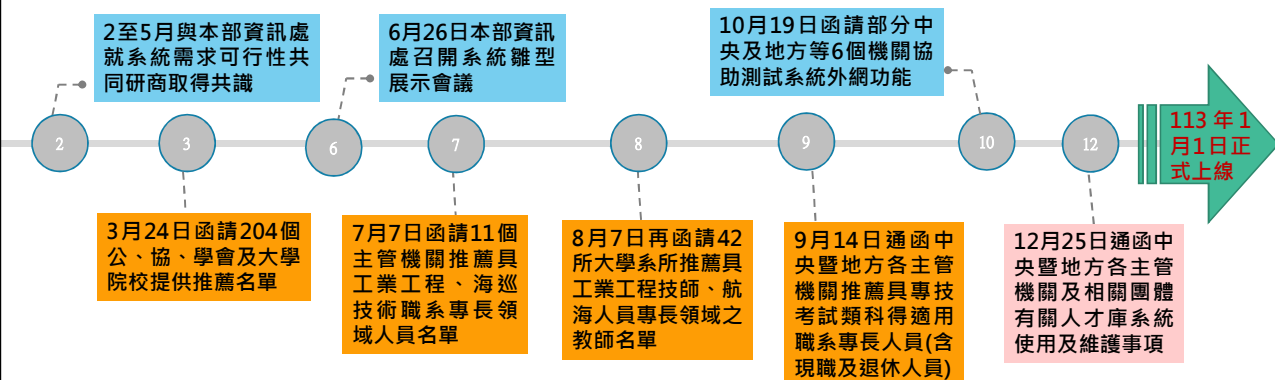 2至5月與本部資訊處
就系統需求可行性共
同研商取得共識
6月26日本部資訊
處召開系統雛型
展示會議
10月19日函請部分中
央及地方等6個機關協
助測試系統外網功能
2
3
6
7
8
9
10
12
113年1
月1日正
式上線
3月24日函請204個
公、協、學會及大學
院校提供推薦名單
7月7日函請11個
主管機關推薦具
工業工程、海巡
技術職系專長領
域人員名單
8月7日再函請42
所大學系所推薦具
工業工程技師、航
海人員專長領域之
教師名單
9月14日通函中
央暨地方各主管
機關推薦具專技
考試類科得適用
職系專長人員(含
現職及退休人員)
12月25日通函中
央暨地方各主管
機關及相關團體
有關人才庫系統
使用及維護事項